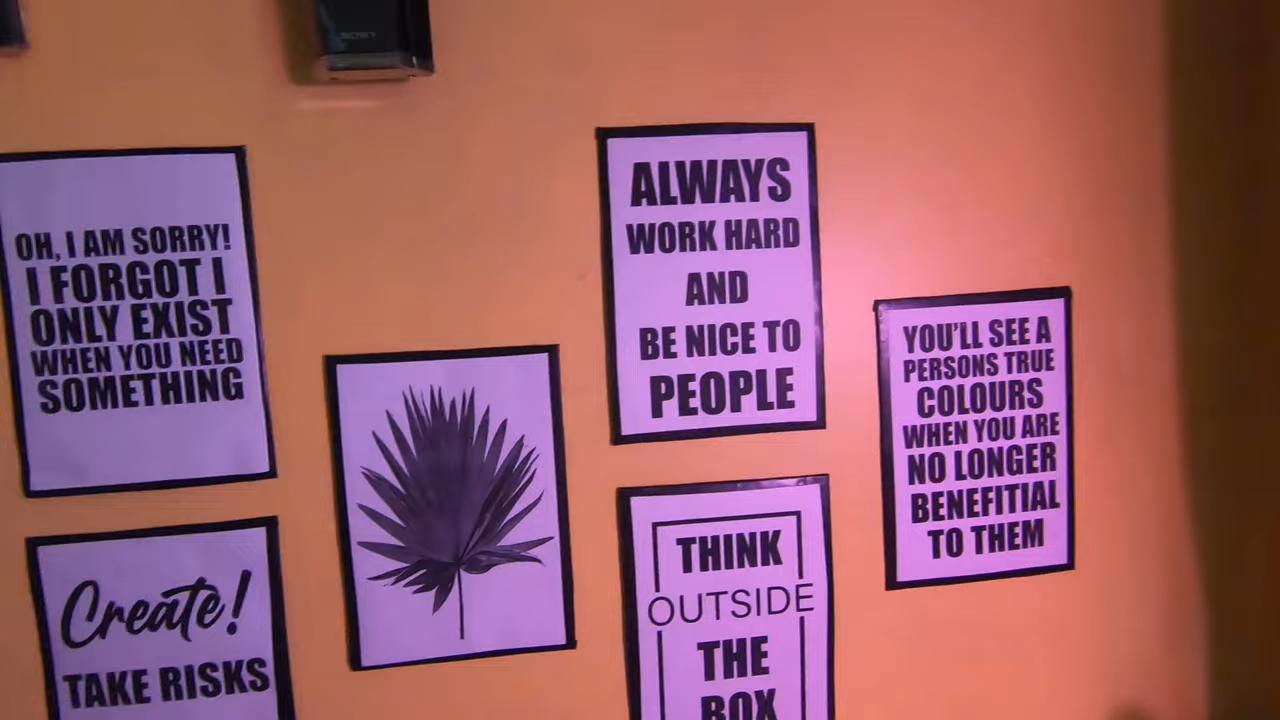 SONY
OH, I AM SORRY!
I FORGOT I
ONLY EXIST
WHEN YOU NEED
SOMETHING
Create!
TAKE RISKS
ALWAYS
WORK HARD
AND
BE NICE TO
PEOPLE
THINK
OUTSIDE
THE
BOX
YOU'LL SEE A
PERSONS TRUE
COLOURS
WHEN YOU ARE
NO LONGER
BENEFITIAL
TO THEM